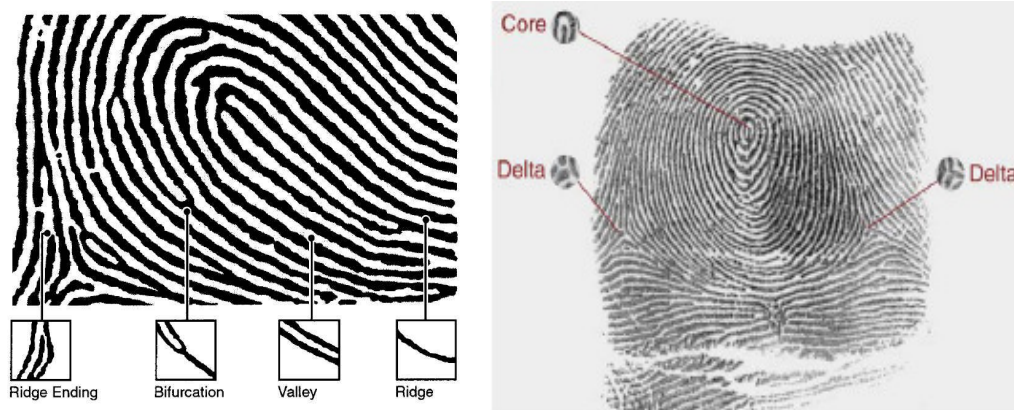 Ridge Ending
Bifurcation
Valley
Ridge
Core
Delta
Delta